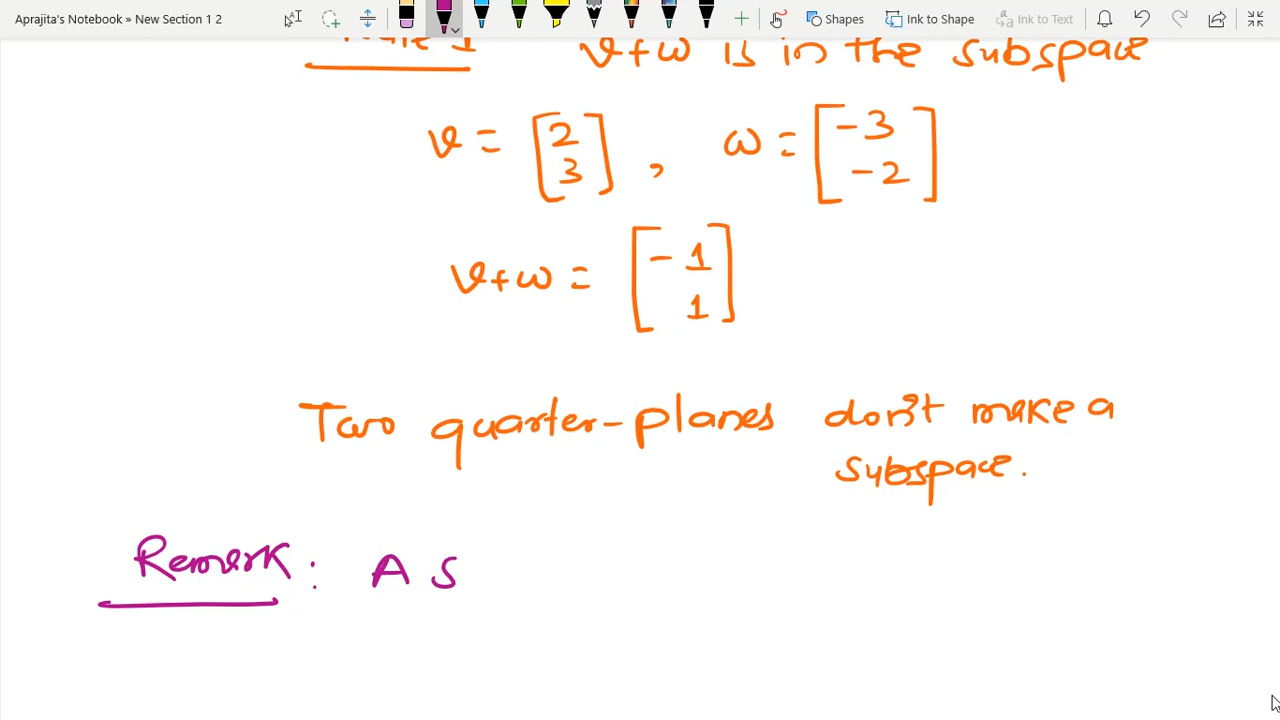 Aprajita's Notebook » New Section 1 2
Shapes
Ink to Shape
Ink to Text
v+w is in the subspace
v = [2 3] , w = [-3 -2]
v+w = [-1 1]
Two quarter-planes don't make a
subspace.
Remark : A S